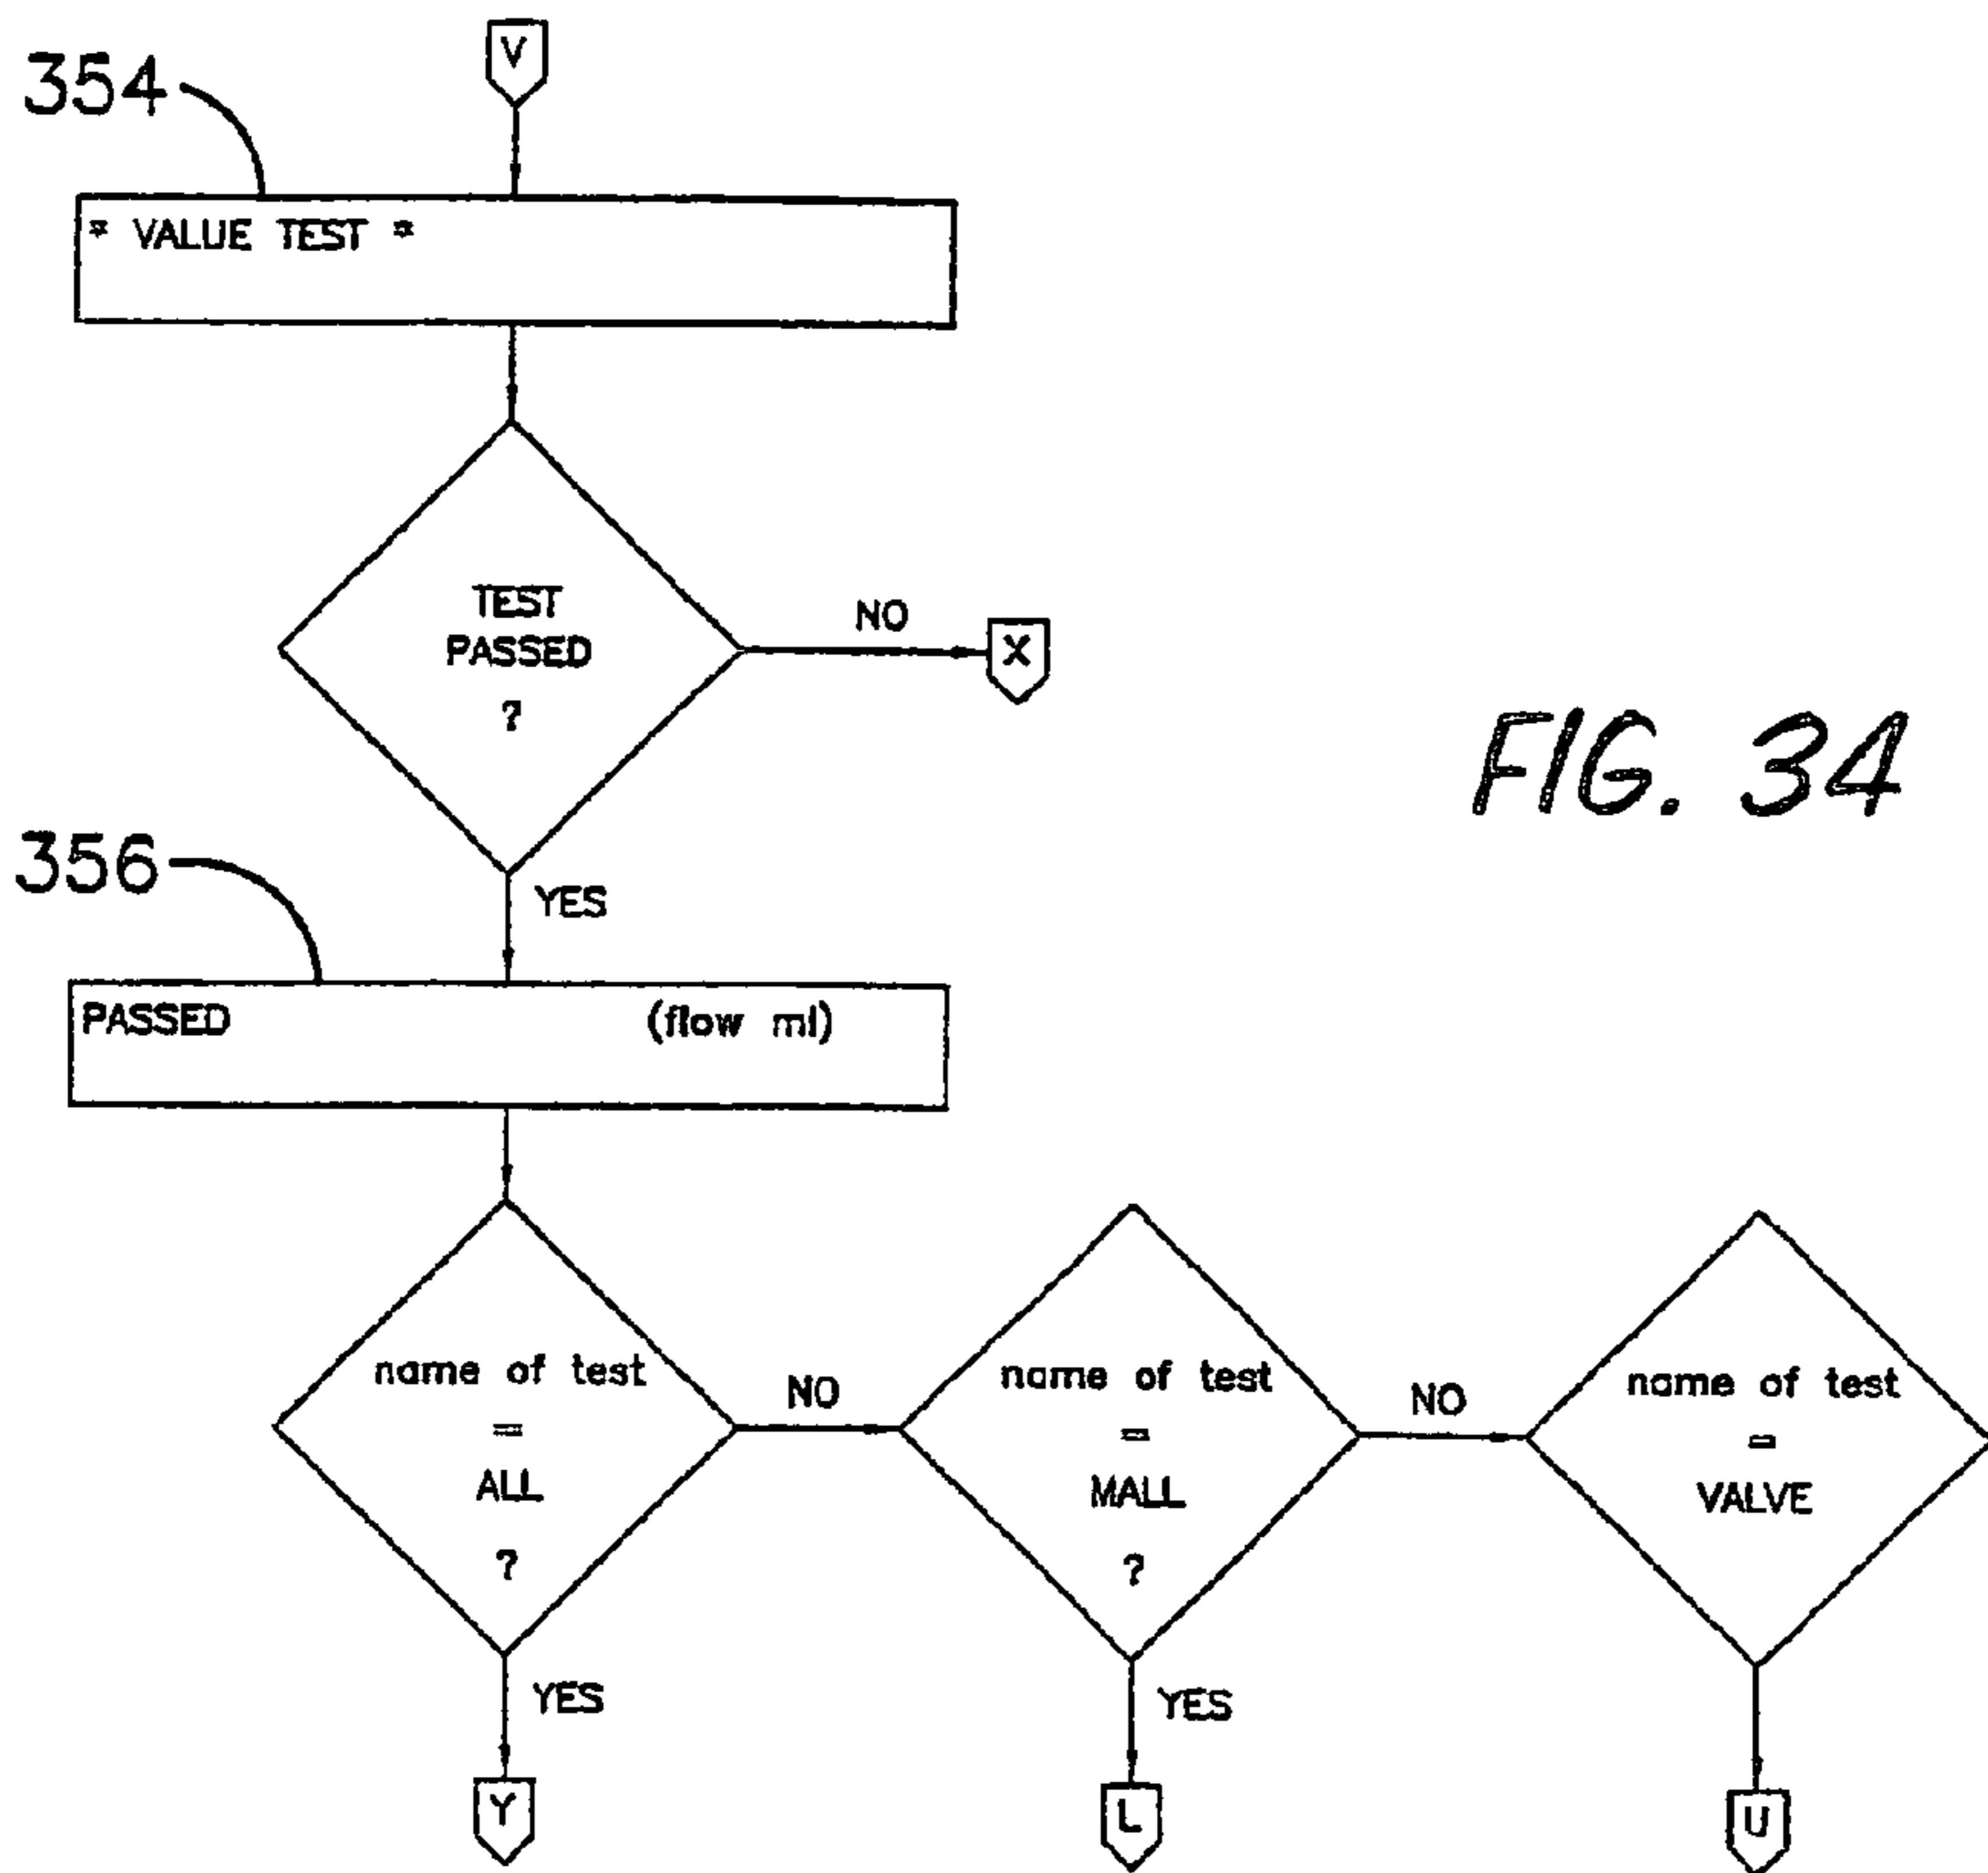 V
354
* VALUE TEST *
TEST
PASSED
?
NO
X
FIG. 34
YES
356
PASSED (flow ml)
name of test
=
ALL
?
NO
name of test
=
MALL
?
NO
name of test
=
VALVE
YES
YES
Y
L
U